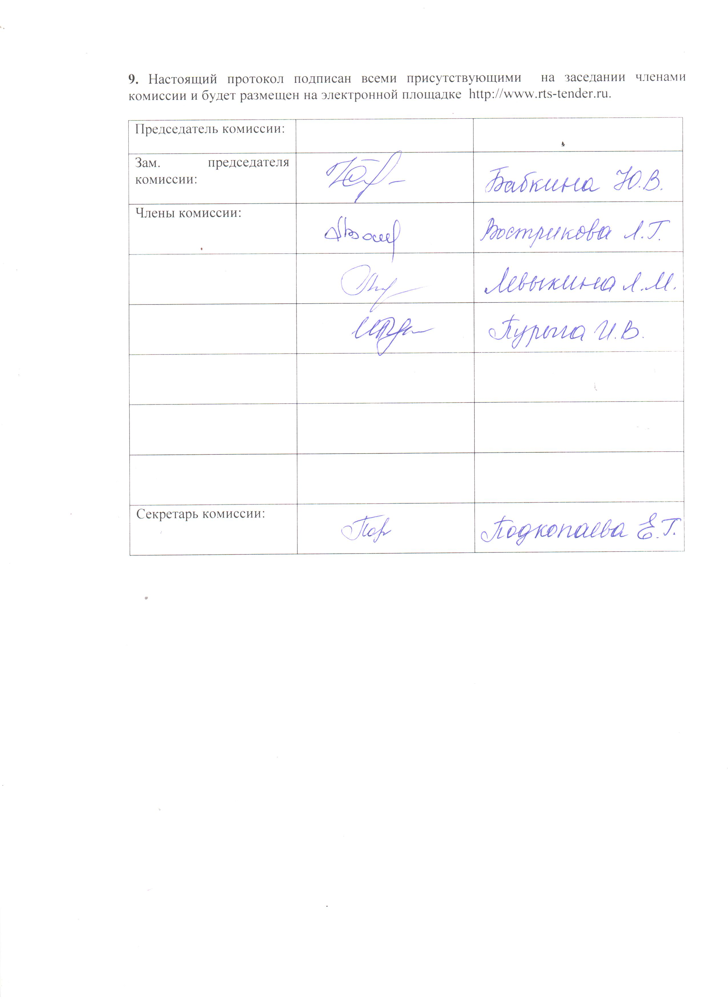 9. Настоящий протокол подписан всеми присутствующими на заседании членами
комиссии и будет размещен на электронной площадке http://www.rts-tender.ru.
Председатель комиссии:
Зам. председателя
комиссии:
Бабкина Ю.В.
Члены комиссии:
Вострикова Л.Г.
Левыкина Л.М.
И.В.
Секретарь комиссии:
Подкопаева Е.Г.